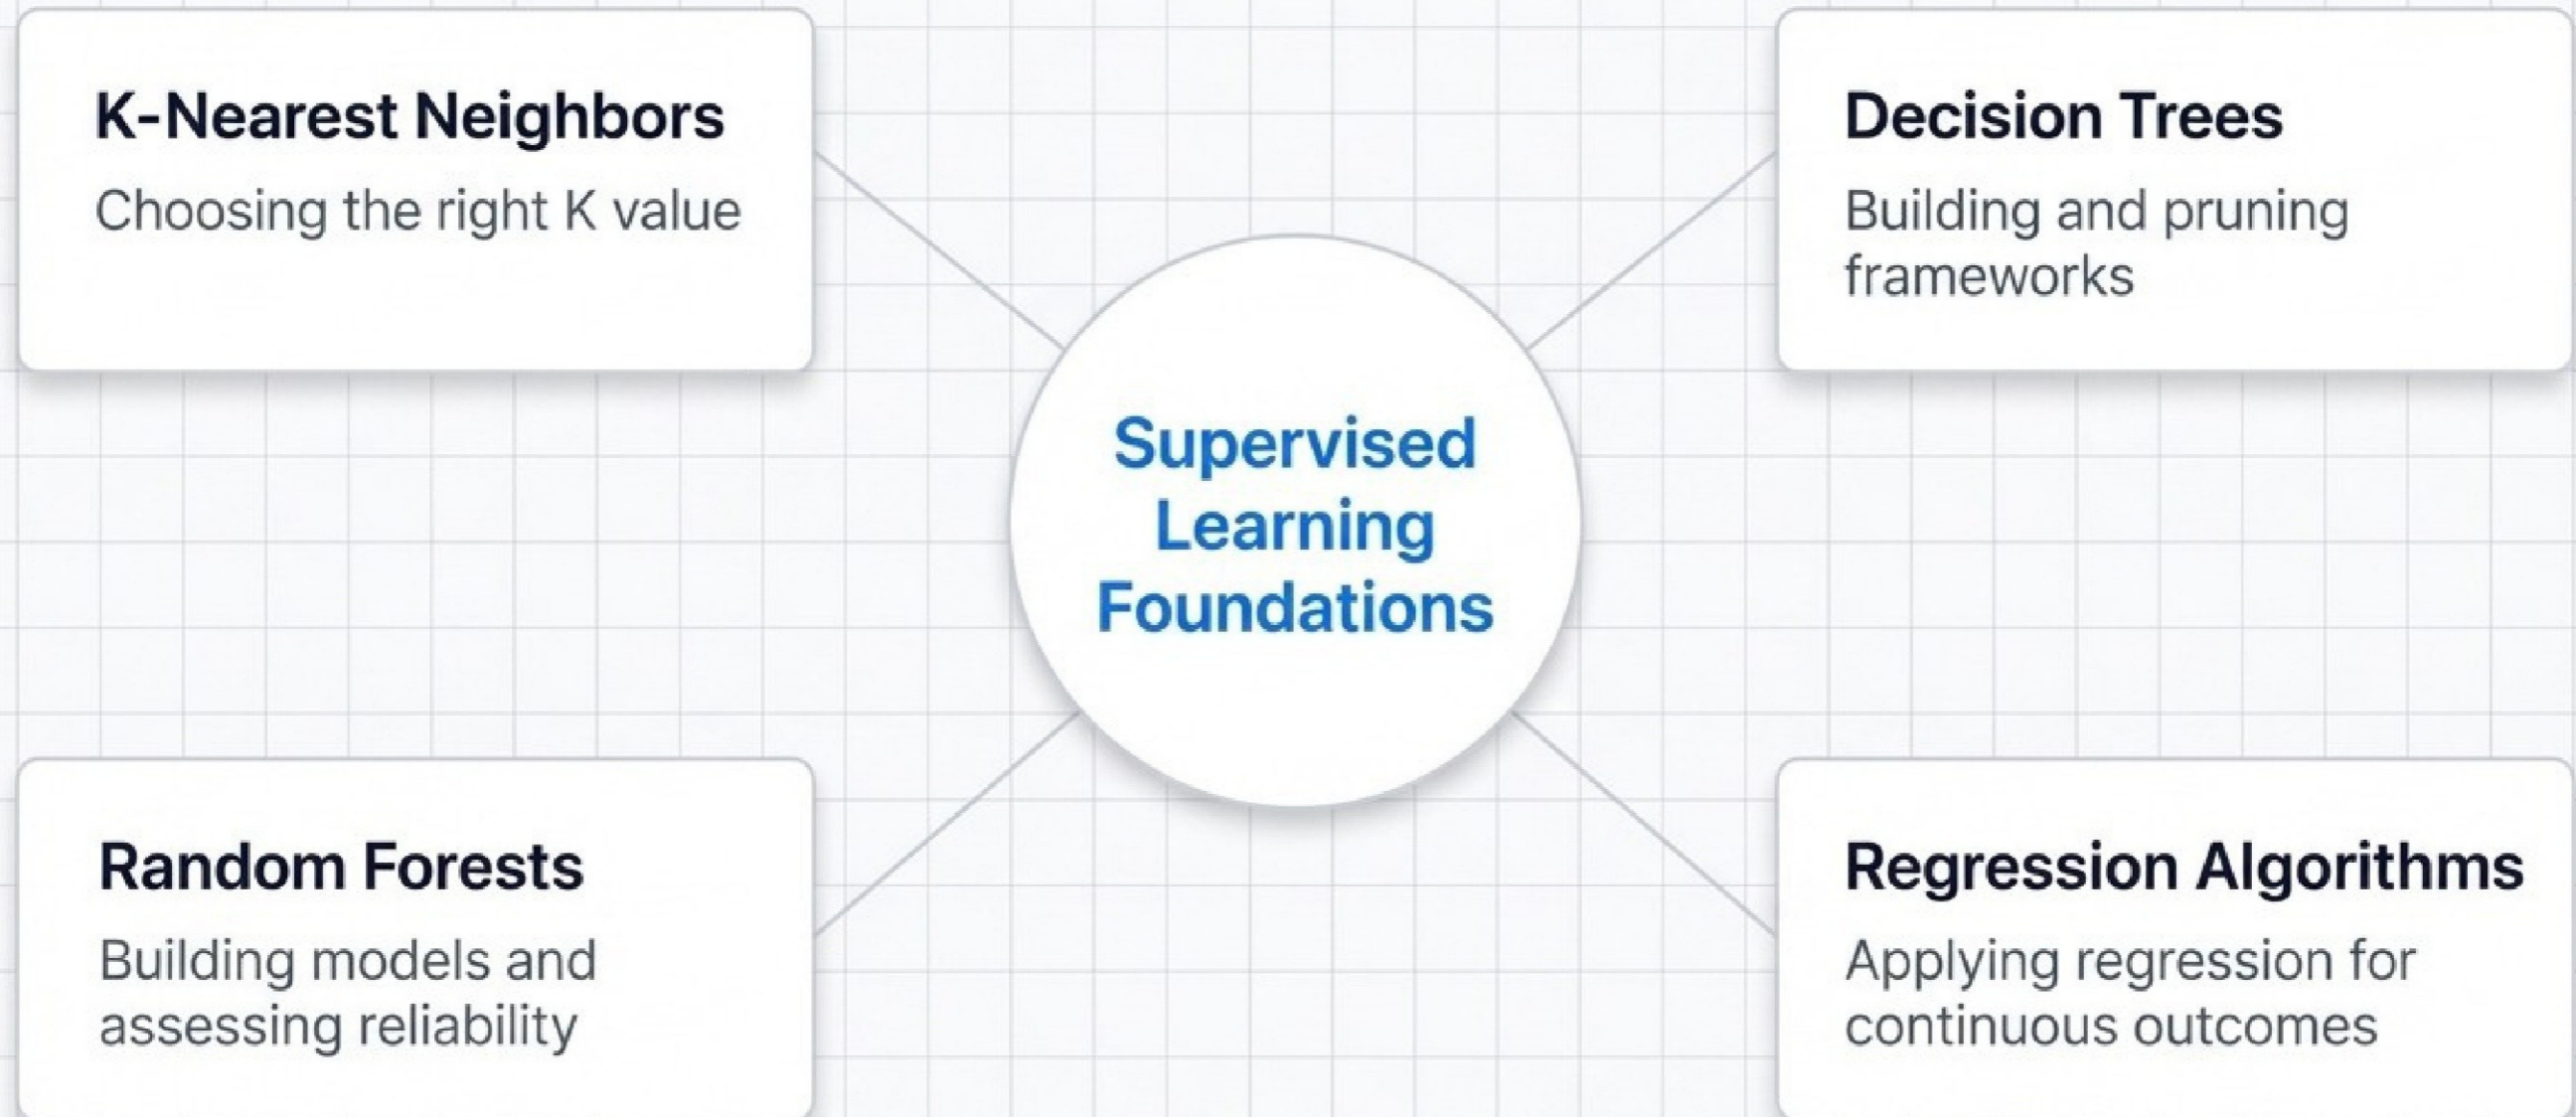 K-Nearest Neighbors
Choosing the right K value
Decision Trees
Building and pruning
frameworks
Supervised
Learning
Foundations
Random Forests
Building models and
assessing reliability
Regression Algorithms
Applying regression for
continuous outcomes